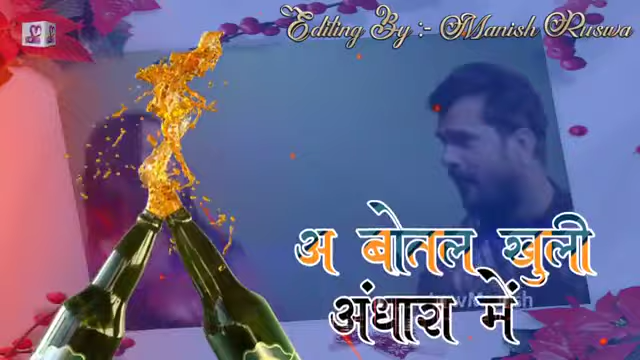 Editing By :- Manish Ruswa
अ बोतल खुली
अंधारा में